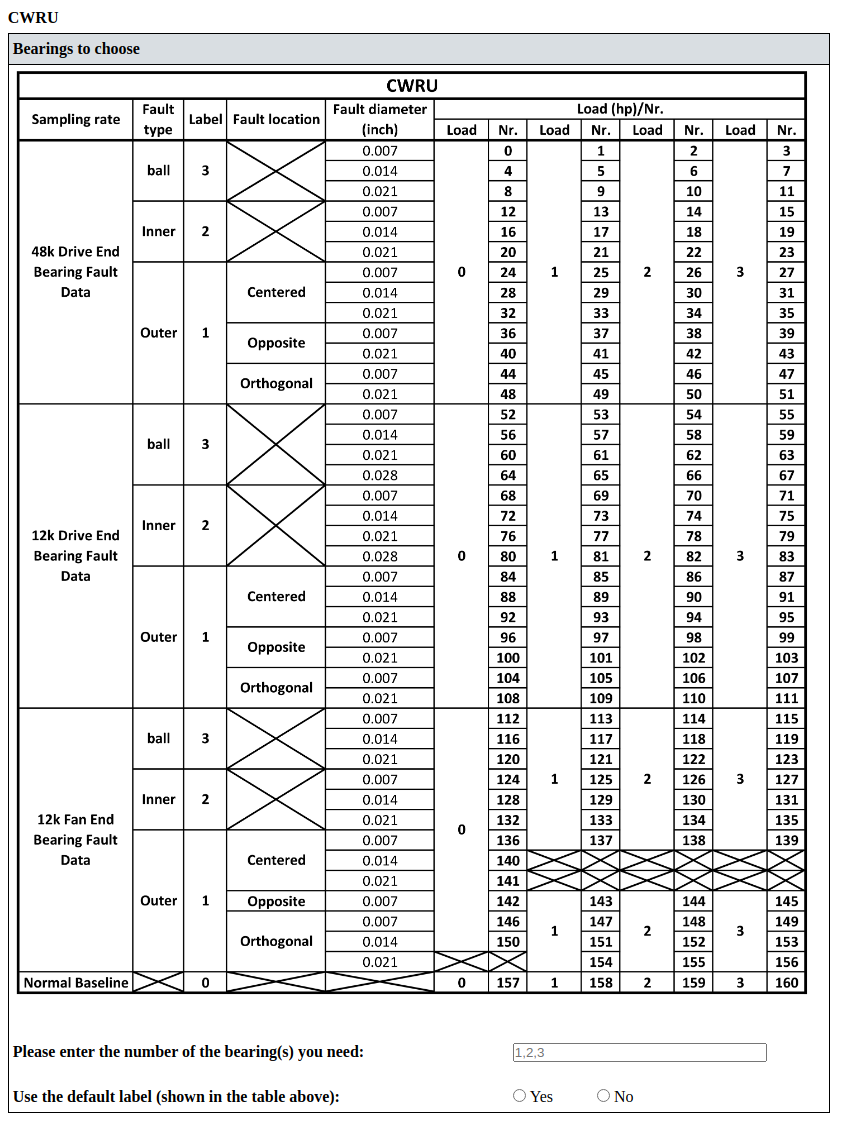 CWRU
Bearings to choose
CWRU
Sampling rate Fault type Label Fault location Fault diameter (inch) Load (hp)/Nr.
Load Nr. Load Nr. Load Nr. Load Nr.
48k Drive End Bearing Fault Data 0 1 2 3
ball 3 0.007 0 1 2 3
0.014 4 5 6 7
0.021 8 9 10 11
Inner 2 0.007 12 13 14 15
0.014 16 17 18 19
0.021 20 21 22 23
Outer 1 Centered 0.007 24 25 26 27
0.014 28 29 30 31
0.021 32 33 34 35
Opposite 0.007 36 37 38 39
0.021 40 41 42 43
Orthogonal 0.007 44 45 46 47
0.021 48 49 50 51
12k Drive End Bearing Fault Data 0 1 2 3
ball 3 0.007 52 53 54 55
0.014 56 57 58 59
0.021 60 61 62 63
0.028 64 65 66 67
Inner 2 0.007 68 69 70 71
0.014 72 73 74 75
0.021 76 77 78 79
0.028 80 81 82 83
Outer 1 Centered 0.007 84 85 86 87
0.014 88 89 90 91
0.021 92 93 94 95
Opposite 0.007 96 97 98 99
0.021 100 101 102 103
Orthogonal 0.007 104 105 106 107
0.021 108 109 110 111
12k Fan End Bearing Fault Data 0 1 2 3
ball 3 0.007 112 113 114 115
0.014 116 117 118 119
0.021 120 121 122 123
Inner 2 0.007 124 125 126 127
0.014 128 129 130 131
0.021 132 133 134 135
Outer 1 Centered 0.007 136 137 138 139
0.014 140
0.021 141
Opposite 0.007 142 143 144 145
Orthogonal 0.007 146 1 147 2 148 3 149
0.014 150 151 152 153
0.021 154 155 156
Normal Baseline 0 0 157 1 158 2 159 3 160
Please enter the number of the bearing(s) you need: 1,2,3
Use the default label (shown in the table above): Yes No